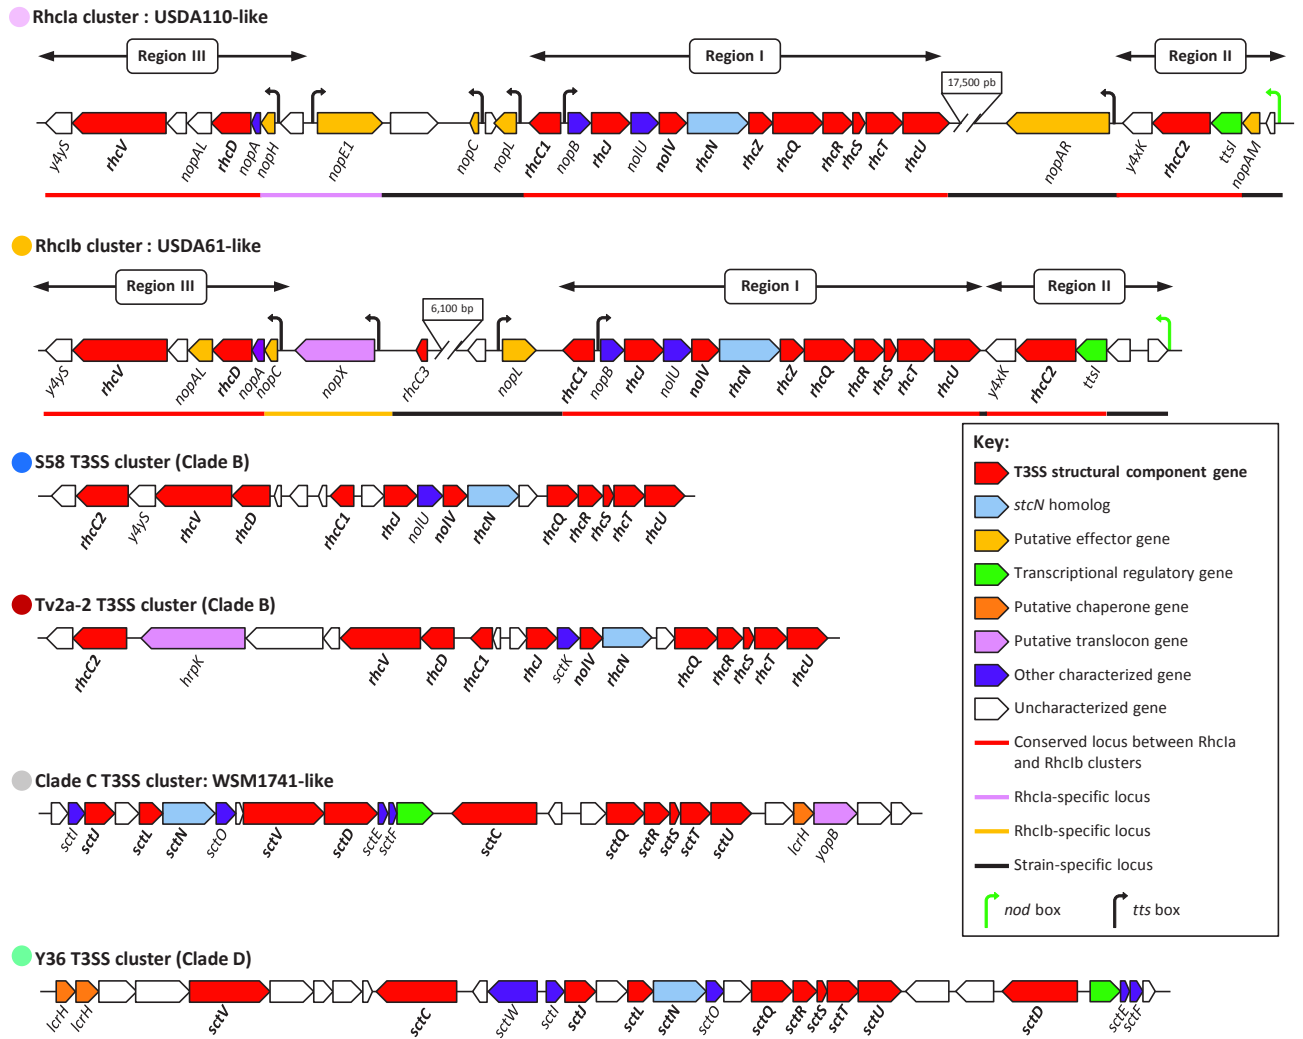 RhcIa cluster : USDA110-like
Region III
Region I
Region II
17,500 pb
y4yS rhcV nopAL rhcD nopA nopH nopE1 nopC nopL rhcC1 nopB rhcJ nolU nolV rhcN rhcZ rhcQ rhcR rhcS rhcT rhcU nopAR y4xK rhcC2 ttsI nopAM
RhcIb cluster : USDA61-like
Region III
Region I
Region II
6,100 bp
y4yS rhcV nopAL rhcD nopA nopC nopX rhcC3 nopL rhcC1 nopB rhcJ nolU nolV rhcN rhcZ rhcQ rhcR rhcS rhcT rhcU y4xK rhcC2 ttsI
S58 T3SS cluster (Clade B)
rhcC2 y4yS rhcV rhcD rhcC1 rhcJ nolU nolV rhcN rhcQ rhcR rhcS rhcT rhcU
Tv2a-2 T3SS cluster (Clade B)
rhcC2 hrpK rhcV rhcD rhcC1 rhcJ sctK nolV rhcN rhcQ rhcR rhcS rhcT rhcU
Clade C T3SS cluster: WSM1741-like
sctI sctJ sctL sctN sctO sctV sctD sctE sctF sctC sctQ sctR sctS sctT sctU lcrH yopB
Y36 T3SS cluster (Clade D)
lcrH lcrH sctV sctC sctW sctI sctJ sctL sctN sctO sctQ sctR sctS sctT sctU sctD sctE sctF
Key:
T3SS structural component gene
stcN homolog
Putative effector gene
Transcriptional regulatory gene
Putative chaperone gene
Putative translocon gene
Other characterized gene
Uncharacterized gene
Conserved locus between RhcIa
and RhcIb clusters
RhcIa-specific locus
RhcIb-specific locus
Strain-specific locus
nod box
tts box